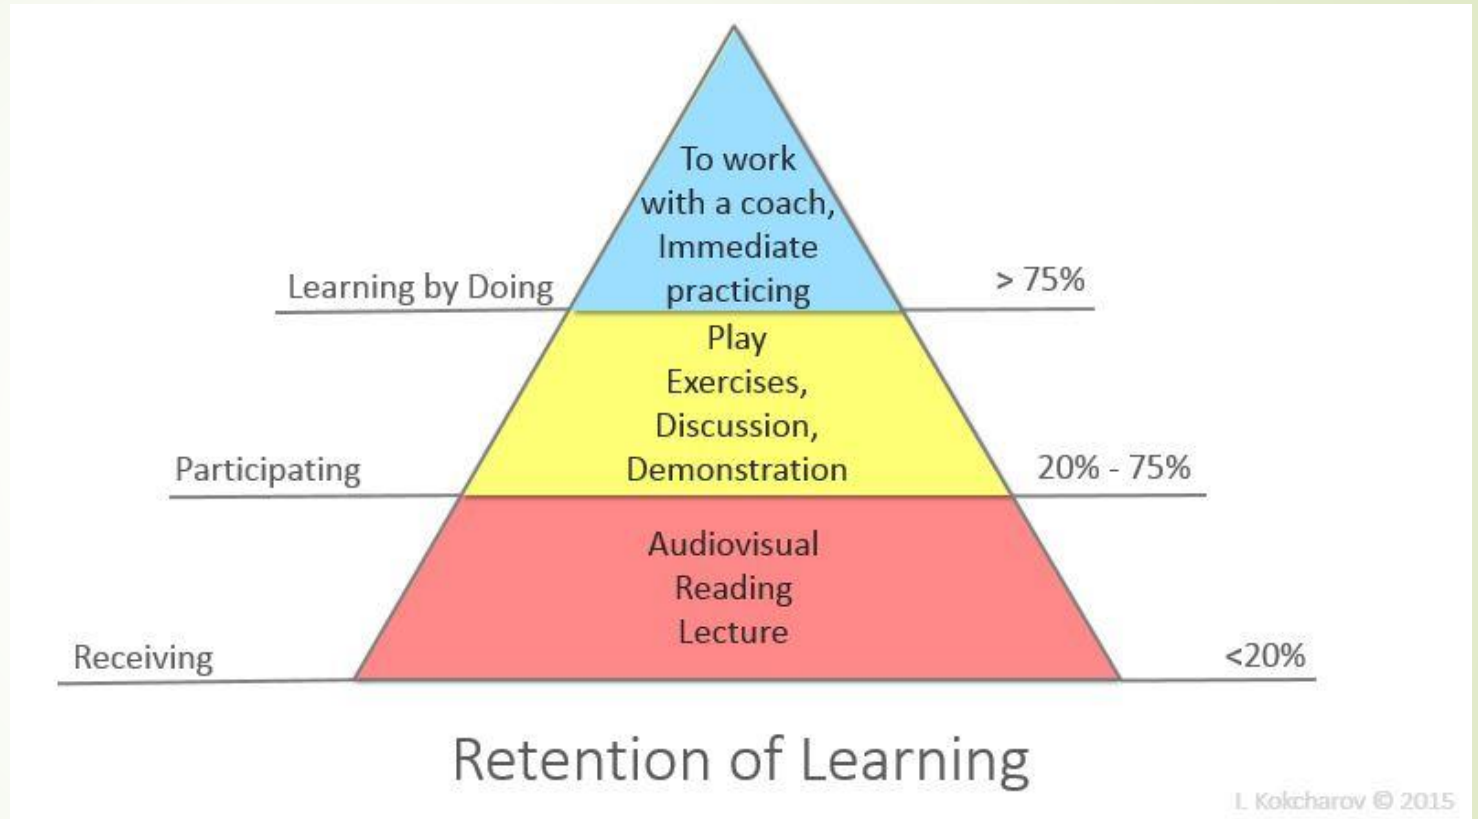 To work
with a coach,
Immediate
practicing
Learning by Doing
> 75%
Play
Exercises,
Discussion,
Demonstration
Participating
20% - 75%
Audiovisual
Reading
Lecture
Receiving
<20%
Retention of Learning
I. Kokcharov © 2015